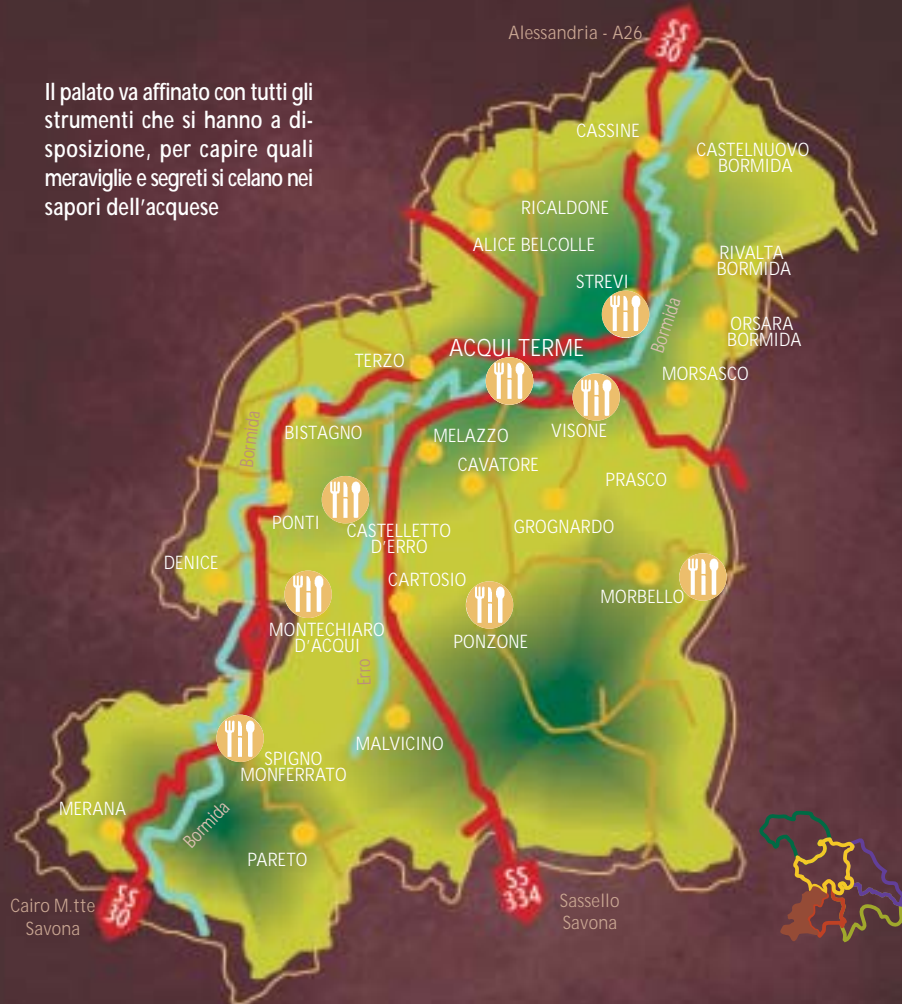 Alessandria - A26
SS
30
Il palato va affinato con tutti gli
strumenti che si hanno a di-
sposizione, per capire quali
meraviglie e segreti si celano nei
sapori dell'acquese
CASSINE
CASTELNUOVO
BORMIDA
RICALDONE
ALICE BELCOLLE
RIVALTA
BORMIDA
STREVI
Bormida
ORSARA
BORMIDA
ACQUI TERME
TERZO
MORSASCO
BISTAGNO
Bormida
MELAZZO
VISONE
CAVATORE
PRASCO
PONTI
CASTELLETTO
D'ERRO
GROGNARDO
DENICE
CARTOSIO
MORBELLO
MONTECHIARO
D'ACQUI
PONZONE
Erro
MALVICINO
SPIGNO
MONFERRATO
MERANA
Bormida
PARETO
SS
30
Cairo M.tte
Savona
SS
334
Sassello
Savona